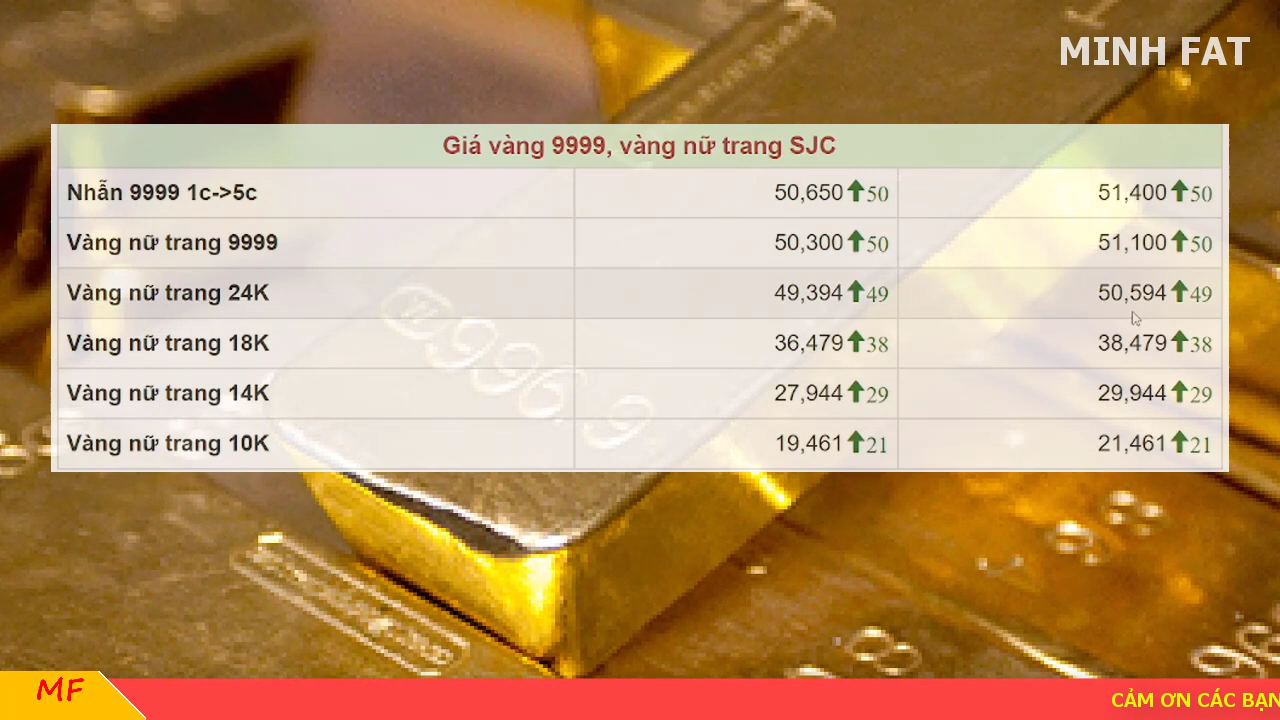 MINH FAT
Giá vàng 9999, vàng nữ trang SJC
Nhẫn 9999 1c->5c 50,650 ⬆50 51,400 ⬆50
Vàng nữ trang 9999 50,300 ⬆50 51,100 ⬆50
Vàng nữ trang 24K 49,394 ⬆49 50,594 ⬆49
Vàng nữ trang 18K 36,479 ⬆38 38,479 ⬆38
Vàng nữ trang 14K 27,944 ⬆29 29,944 ⬆29
Vàng nữ trang 10K 19,461 ⬆21 21,461 ⬆21
996.9
MF
CẢM ƠN CÁC BẠN